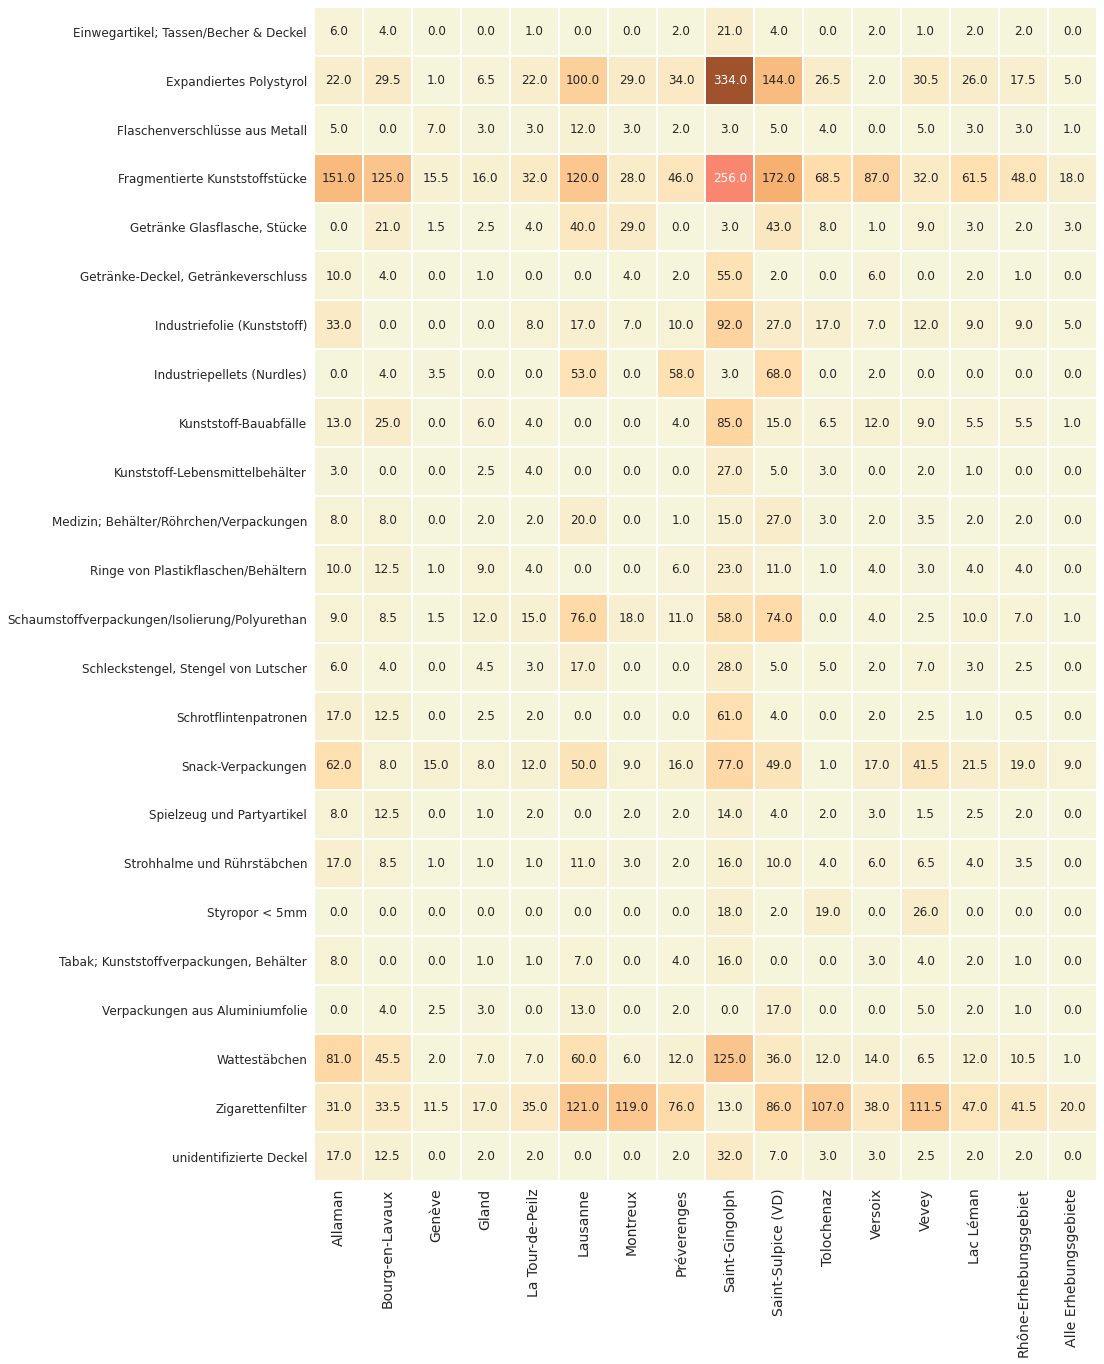 Einwegartikel; Tassen/Becher & Deckel 6.0 4.0 0.0 0.0 1.0 0.0 0.0 2.0 21.0 4.0 0.0 2.0 1.0 2.0 2.0 0.0
Expandiertes Polystyrol 22.0 29.5 1.0 6.5 22.0 100.0 29.0 34.0 334.0 144.0 26.5 2.0 30.5 26.0 17.5 5.0
Flaschenverschlüsse aus Metall 5.0 0.0 7.0 3.0 3.0 12.0 3.0 2.0 3.0 5.0 4.0 0.0 5.0 3.0 3.0 1.0
Fragmentierte Kunststoffstücke 151.0 125.0 15.5 16.0 32.0 120.0 28.0 46.0 256.0 172.0 68.5 87.0 32.0 61.5 48.0 18.0
Getränke Glasflasche, Stücke 0.0 21.0 1.5 2.5 4.0 40.0 29.0 0.0 3.0 43.0 8.0 1.0 9.0 3.0 2.0 3.0
Getränke-Deckel, Getränkeverschluss 10.0 4.0 0.0 1.0 0.0 0.0 4.0 2.0 55.0 2.0 0.0 6.0 0.0 2.0 1.0 0.0
Industriefolie (Kunststoff) 33.0 0.0 0.0 0.0 8.0 17.0 7.0 10.0 92.0 27.0 17.0 7.0 12.0 9.0 9.0 5.0
Industriepellets (Nurdles) 0.0 4.0 3.5 0.0 0.0 53.0 0.0 58.0 3.0 68.0 0.0 2.0 0.0 0.0 0.0 0.0
Kunststoff-Bauabfälle 13.0 25.0 0.0 6.0 4.0 0.0 0.0 4.0 85.0 15.0 6.5 12.0 9.0 5.5 5.5 1.0
Kunststoff-Lebensmittelbehälter 3.0 0.0 0.0 2.5 4.0 0.0 0.0 0.0 27.0 5.0 3.0 0.0 2.0 1.0 0.0 0.0
Medizin; Behälter/Röhrchen/Verpackungen 8.0 8.0 0.0 2.0 2.0 20.0 0.0 1.0 15.0 27.0 3.0 2.0 3.5 2.0 2.0 0.0
Ringe von Plastikflaschen/Behältern 10.0 12.5 1.0 9.0 4.0 0.0 0.0 6.0 23.0 11.0 1.0 4.0 3.0 4.0 4.0 0.0
Schaumstoffverpackungen/Isolierung/Polyurethan 9.0 8.5 1.5 12.0 15.0 76.0 18.0 11.0 58.0 74.0 0.0 4.0 2.5 10.0 7.0 1.0
Schleckstengel, Stengel von Lutscher 6.0 4.0 0.0 4.5 3.0 17.0 0.0 0.0 28.0 5.0 5.0 2.0 7.0 3.0 2.5 0.0
Schrotflintenpatronen 17.0 12.5 0.0 2.5 2.0 0.0 0.0 0.0 61.0 4.0 0.0 2.0 2.5 1.0 0.5 0.0
Snack-Verpackungen 62.0 8.0 15.0 8.0 12.0 50.0 9.0 16.0 77.0 49.0 1.0 17.0 41.5 21.5 19.0 9.0
Spielzeug und Partyartikel 8.0 12.5 0.0 1.0 2.0 0.0 2.0 2.0 14.0 4.0 2.0 3.0 1.5 2.5 2.0 0.0
Strohhalme und Rührstäbchen 17.0 8.5 1.0 1.0 1.0 11.0 3.0 2.0 16.0 10.0 4.0 6.0 6.5 4.0 3.5 0.0
Styropor < 5mm 0.0 0.0 0.0 0.0 0.0 0.0 0.0 0.0 18.0 2.0 19.0 0.0 26.0 0.0 0.0 0.0
Tabak; Kunststoffverpackungen, Behälter 8.0 0.0 0.0 1.0 1.0 7.0 0.0 4.0 16.0 0.0 0.0 3.0 4.0 2.0 1.0 0.0
Verpackungen aus Aluminiumfolie 0.0 4.0 2.5 3.0 0.0 13.0 0.0 2.0 0.0 17.0 0.0 0.0 5.0 2.0 1.0 0.0
Wattestäbchen 81.0 45.5 2.0 7.0 7.0 60.0 6.0 12.0 125.0 36.0 12.0 14.0 6.5 12.0 10.5 1.0
Zigarettenfilter 31.0 33.5 11.5 17.0 35.0 121.0 119.0 76.0 13.0 86.0 107.0 38.0 111.5 47.0 41.5 20.0
unidentifizierte Deckel 17.0 12.5 0.0 2.0 2.0 0.0 0.0 2.0 32.0 7.0 3.0 3.0 2.5 2.0 2.0 0.0
Allaman
Bourg-en-Lavaux
Genève
Gland
La Tour-de-Peilz
Lausanne
Montreux
Préverenges
Saint-Gingolph
Saint-Sulpice (VD)
Tolochenaz
Versoix
Vevey
Lac Léman
Rhône-Erhebungsgebiet
Alle Erhebungsgebiete